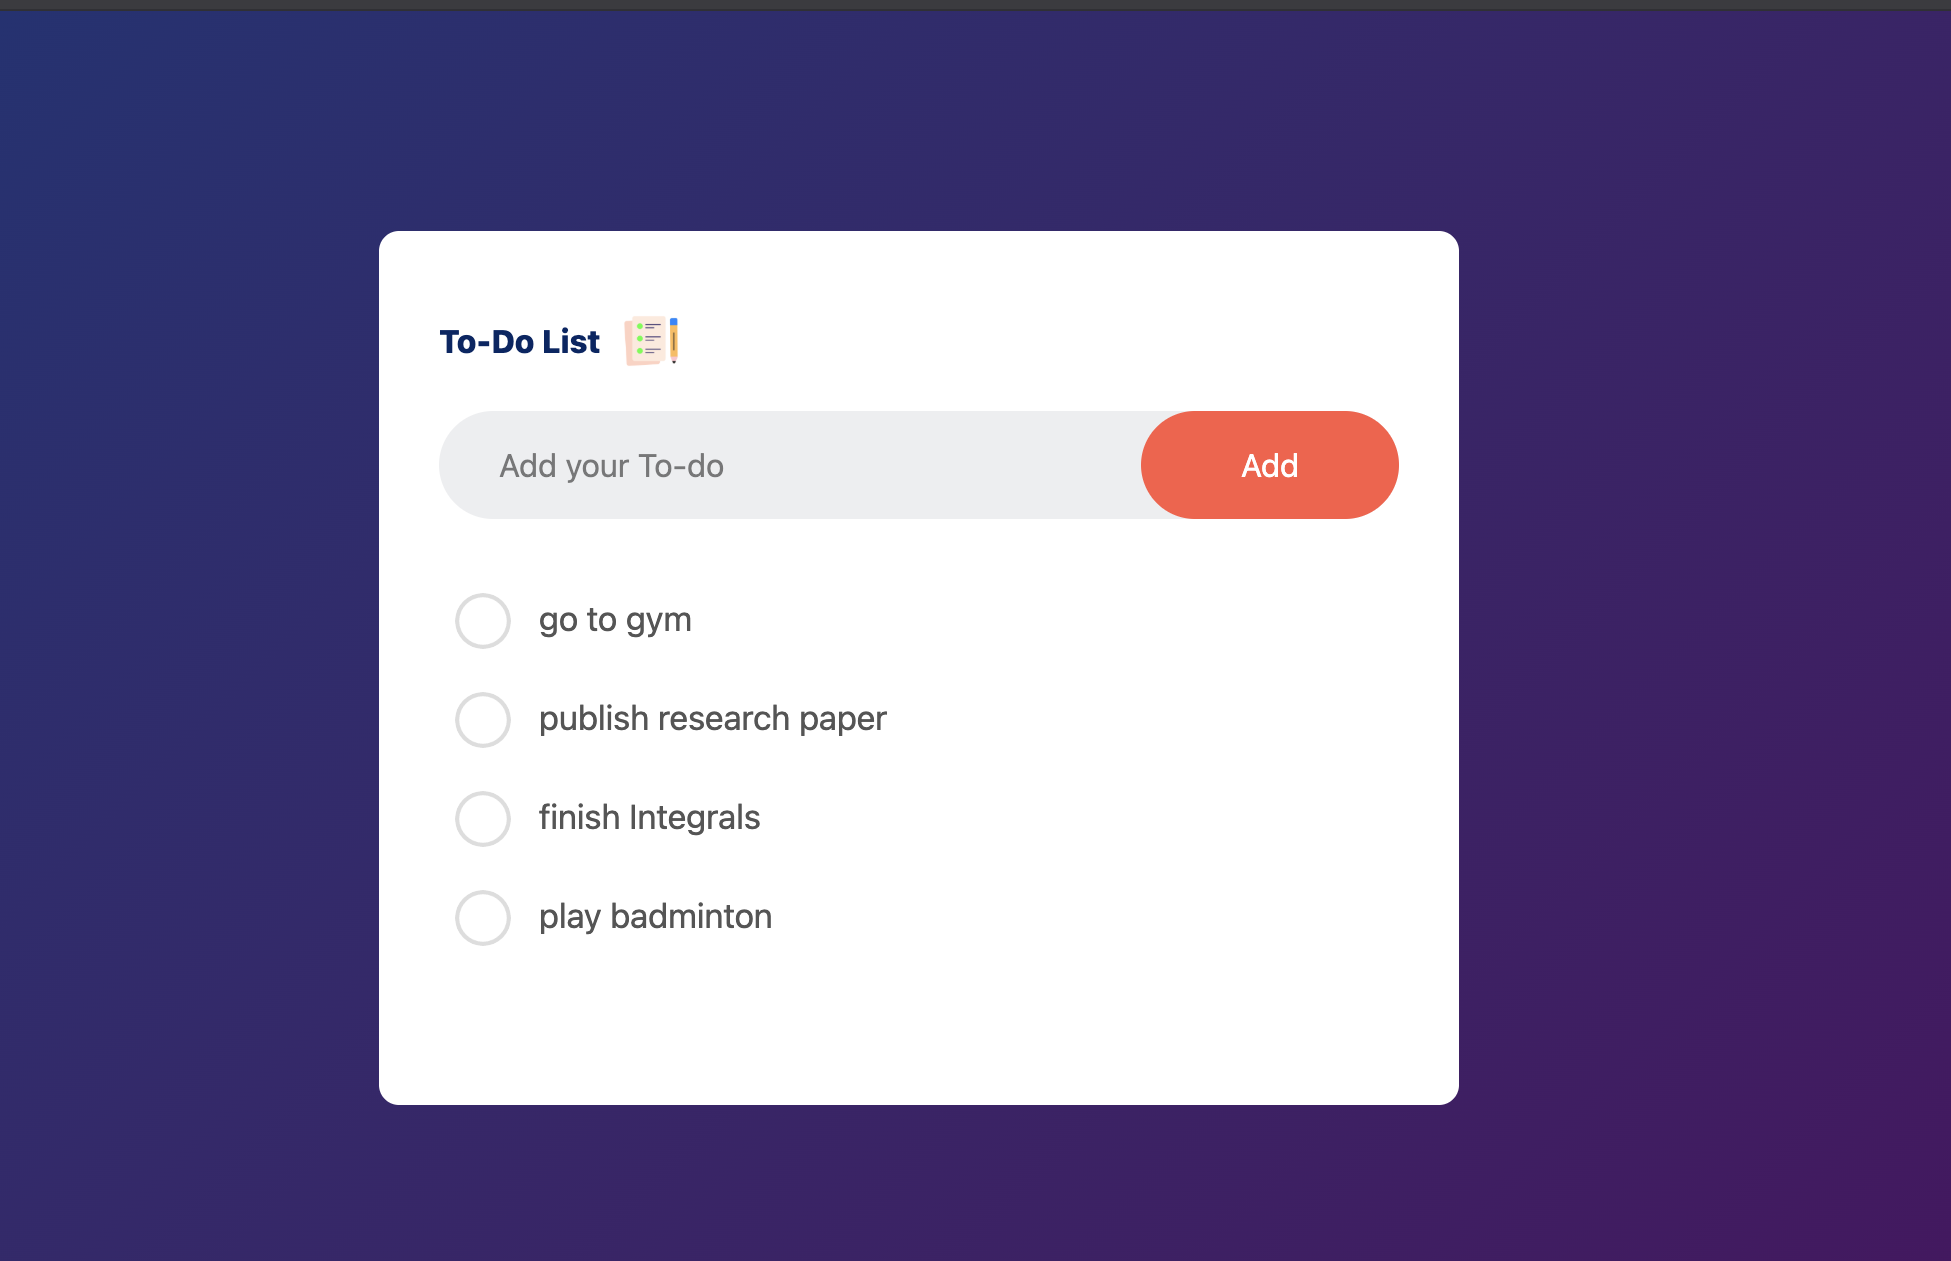 To-Do List
Add your To-do
Add
go to gym
publish research paper
finish Integrals
play badminton